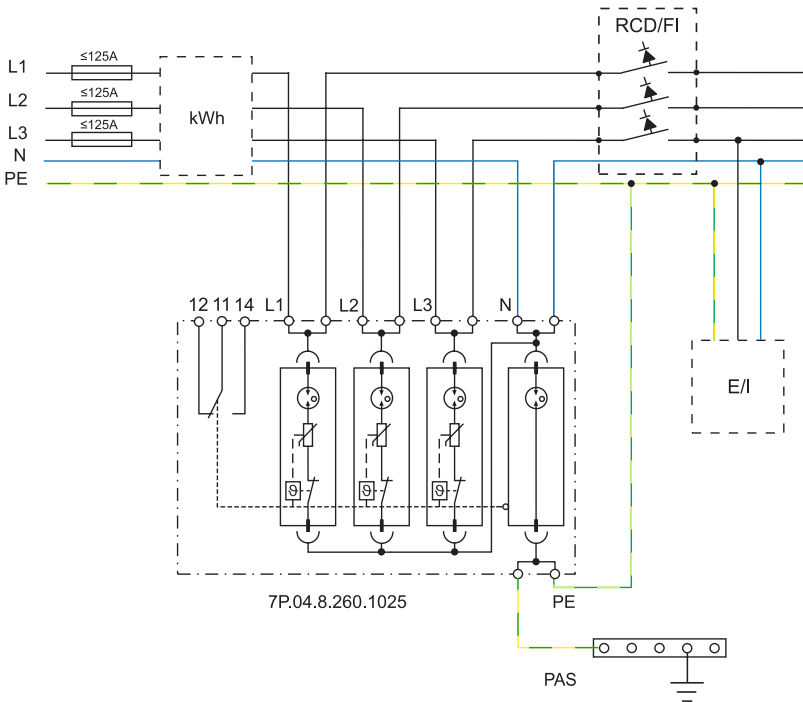 RCD/FI
≤125A
L1
≤125A
L2
≤125A
L3
kWh
N
PE
12 11 14 L1 L2 L3 N
E/I
ϑ ϑ ϑ
7P.04.8.260.1025 PE
PAS